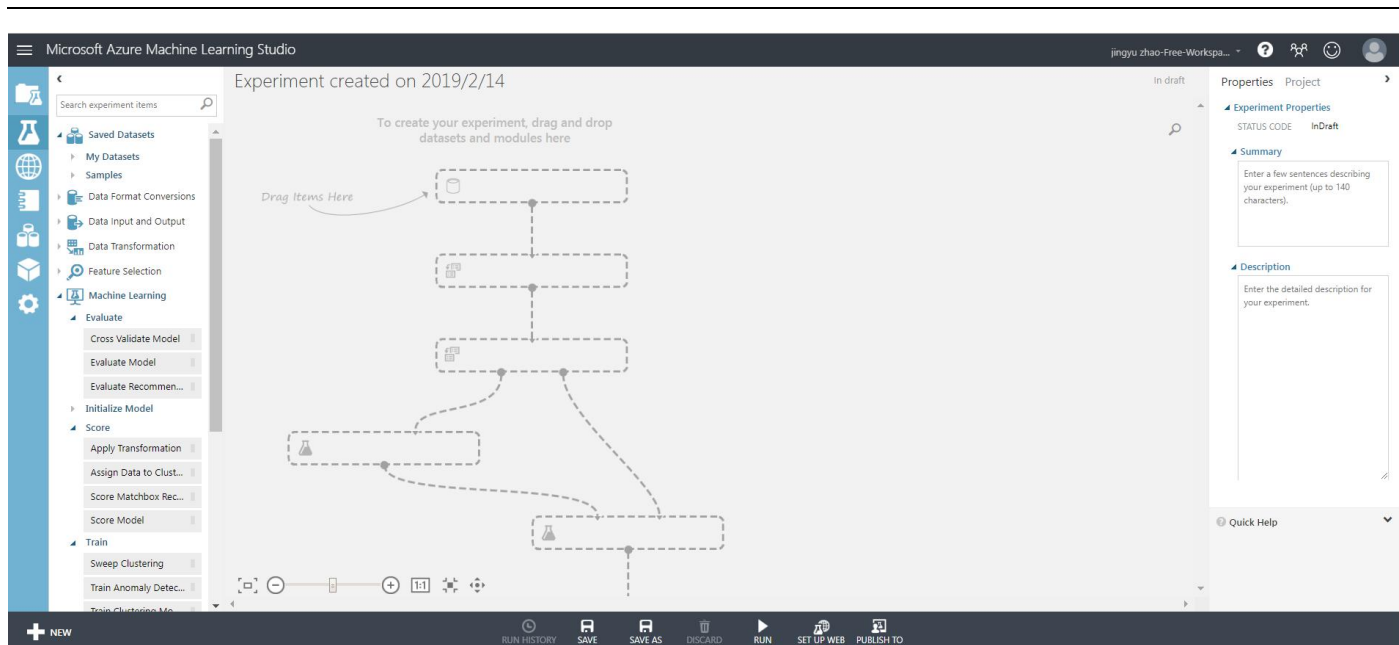 Microsoft Azure Machine Learning Studio
jingyu zhao-Free-Workspa...
Search experiment items
Saved Datasets
My Datasets
Samples
Data Format Conversions
Data Input and Output
Data Transformation
Feature Selection
Machine Learning
Evaluate
Cross Validate Model
Evaluate Model
Evaluate Recommen...
Initialize Model
Score
Apply Transformation
Assign Data to Clust...
Score Matchbox Rec...
Score Model
Train
Sweep Clustering
Train Anomaly Detec...
Train Clustering Mo...
Experiment created on 2019/2/14
In draft
To create your experiment, drag and drop
datasets and modules here
Drag Items Here
1:1
Properties Project
Experiment Properties
STATUS CODE InDraft
Summary
Enter a few sentences describing
your experiment (up to 140
characters).
Description
Enter the detailed description for
your experiment.
Quick Help
NEW
RUN HISTORY
SAVE
SAVE AS
DISCARD
RUN
SET UP WEB
PUBLISH TO